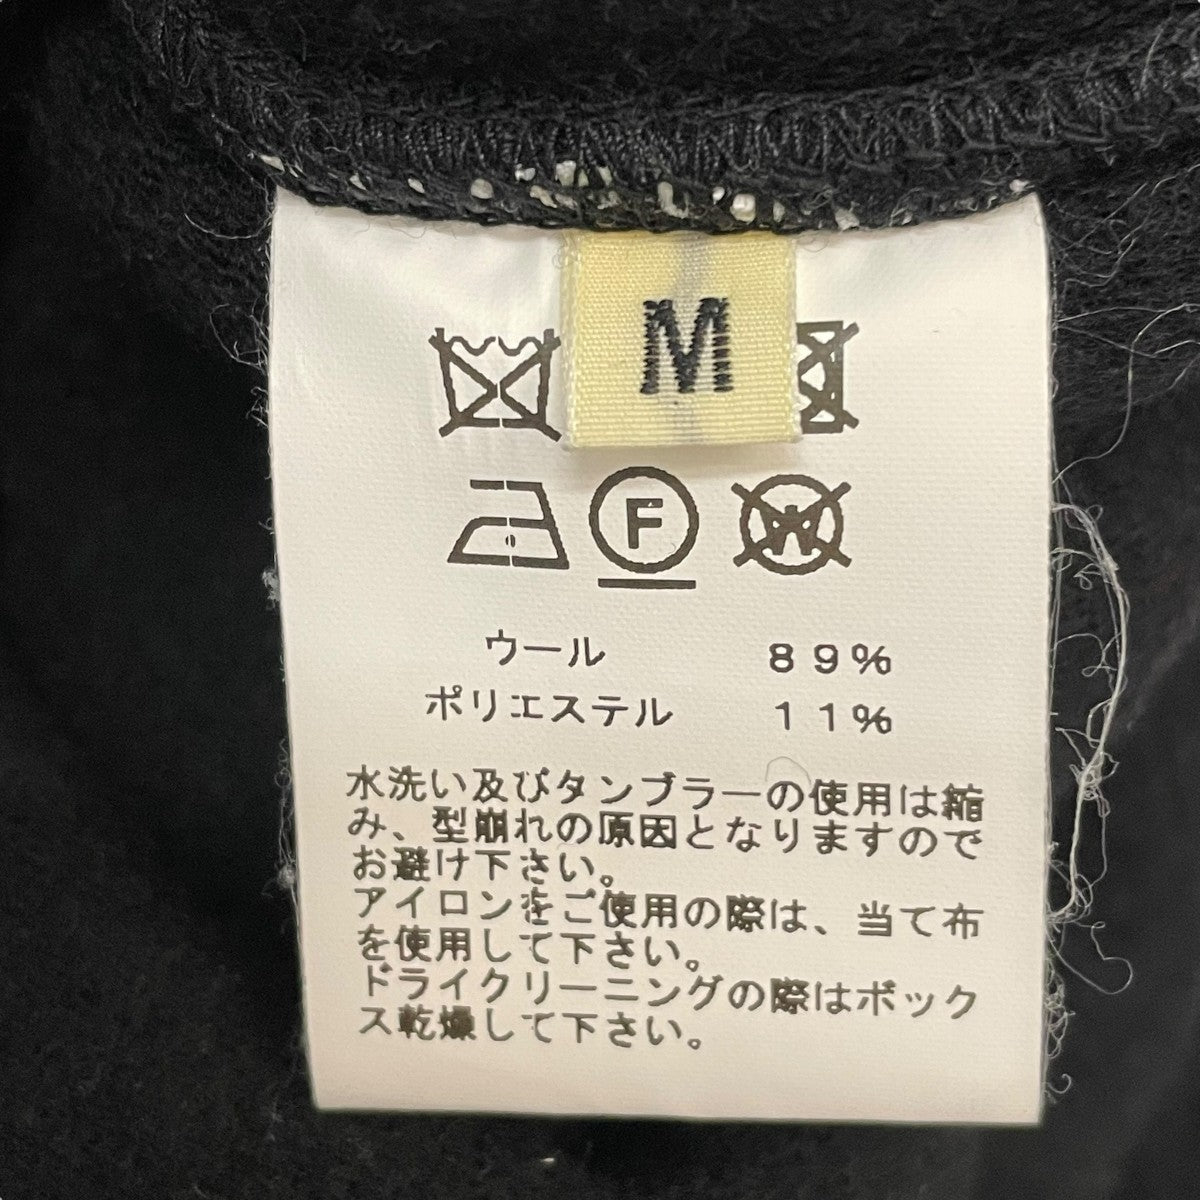 M
F
W
ウール 89%
ポリエステル 11%
水洗い及びタンブラーの使用は縮
み、型崩れの原因となりますので
お避け下さい。
アイロンをご使用の際は、当て布
を使用して下さい。
ドライクリーニングの際はボック
ス乾燥して下さい。